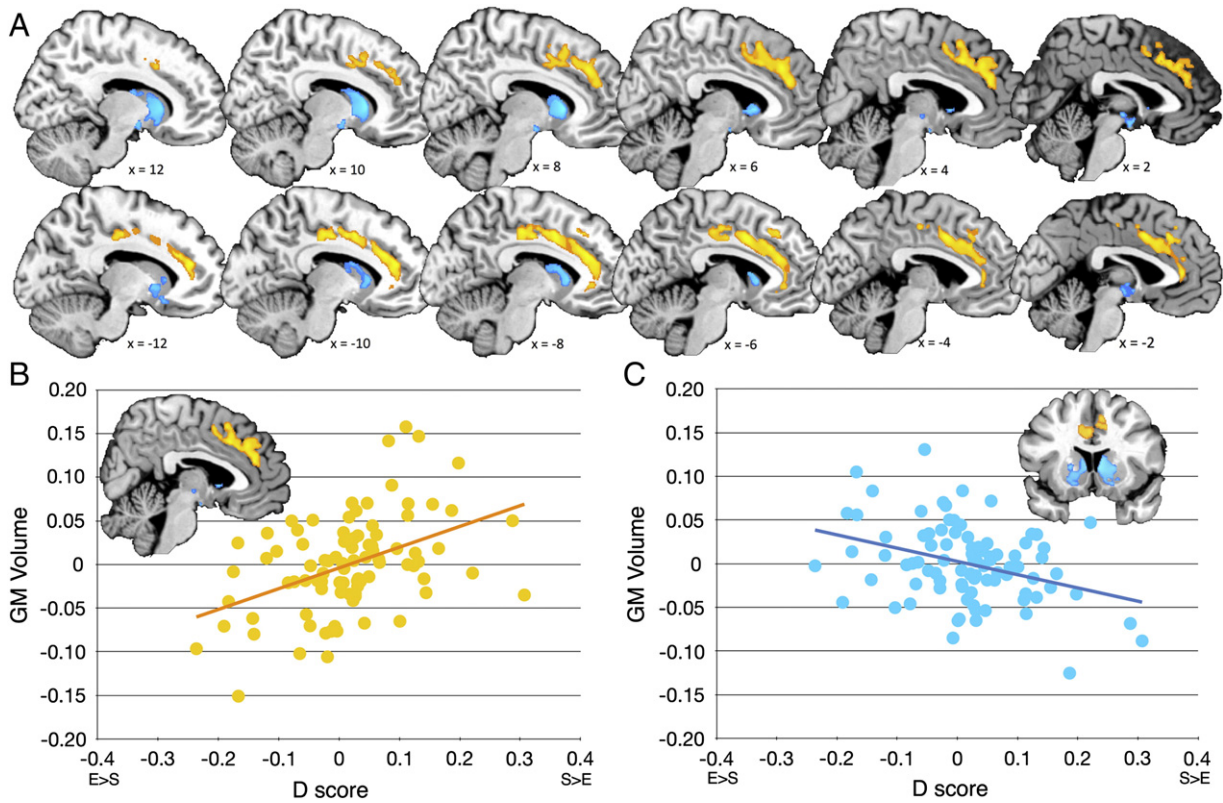 A
x = 12 x = 10 x = 8 x = 6 x = 4 x = 2
x = -12 x = -10 x = -8 x = -6 x = -4 x = -2
B
0.20
0.15
0.10
0.05
0
-0.05
-0.10
-0.15
-0.20
GM Volume
-0.4 -0.3 -0.2 -0.1 0 0.1 0.2 0.3 0.4
E>S S>E
D score
C
0.20
0.15
0.10
0.05
0
-0.05
-0.10
-0.15
-0.20
GM Volume
-0.4 -0.3 -0.2 -0.1 0 0.1 0.2 0.3 0.4
E>S S>E
D score